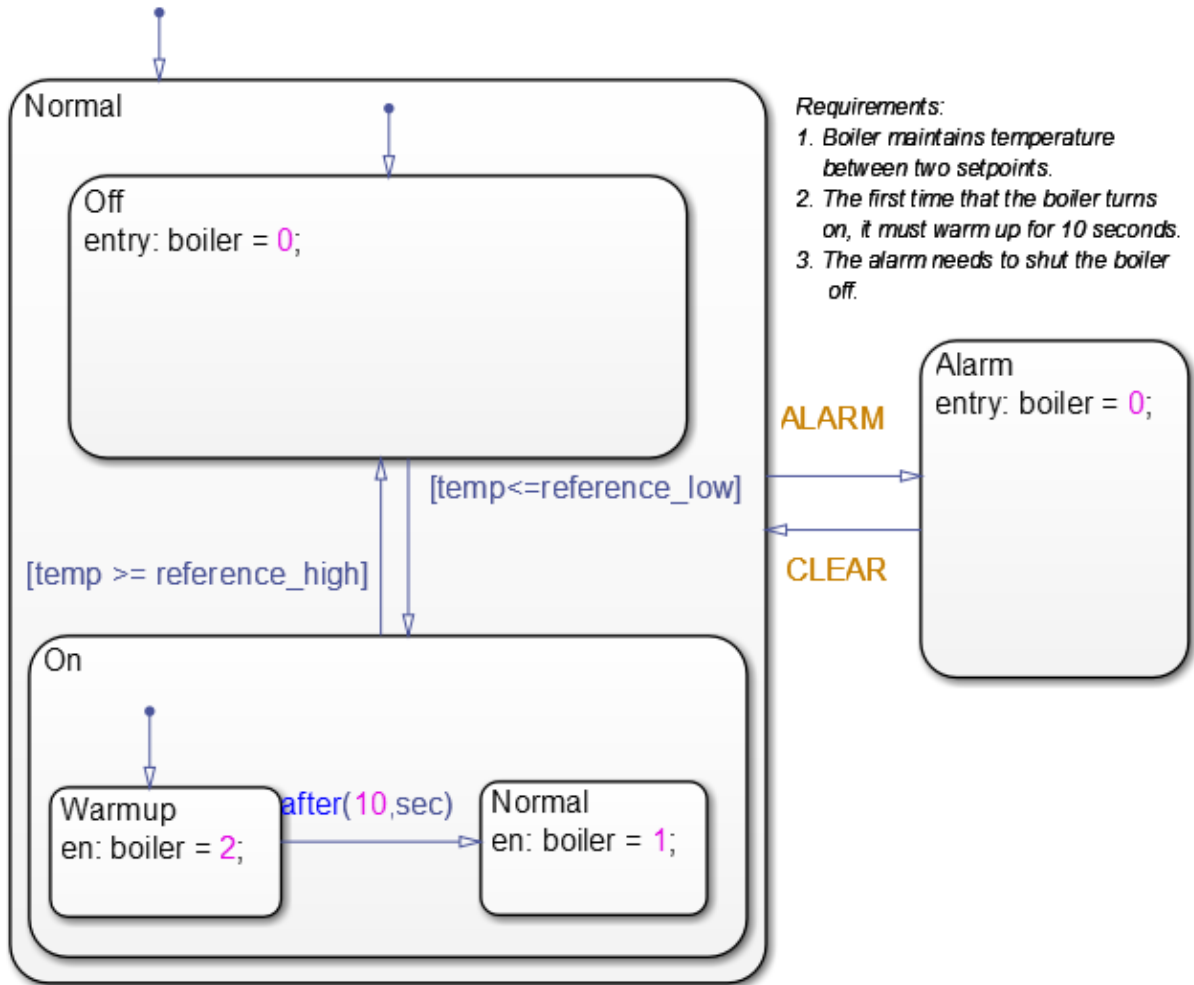 Normal
Off
entry: boiler = 0;
[temp<=reference_low]
[temp >= reference_high]
On
Warmup
en: boiler = 2;
after(10,sec)
Normal
en: boiler = 1;
Requirements:
1. Boiler maintains temperature
between two setpoints.
2. The first time that the boiler turns
on, it must warm up for 10 seconds.
3. The alarm needs to shut the boiler
off.
ALARM
CLEAR
Alarm
entry: boiler = 0;